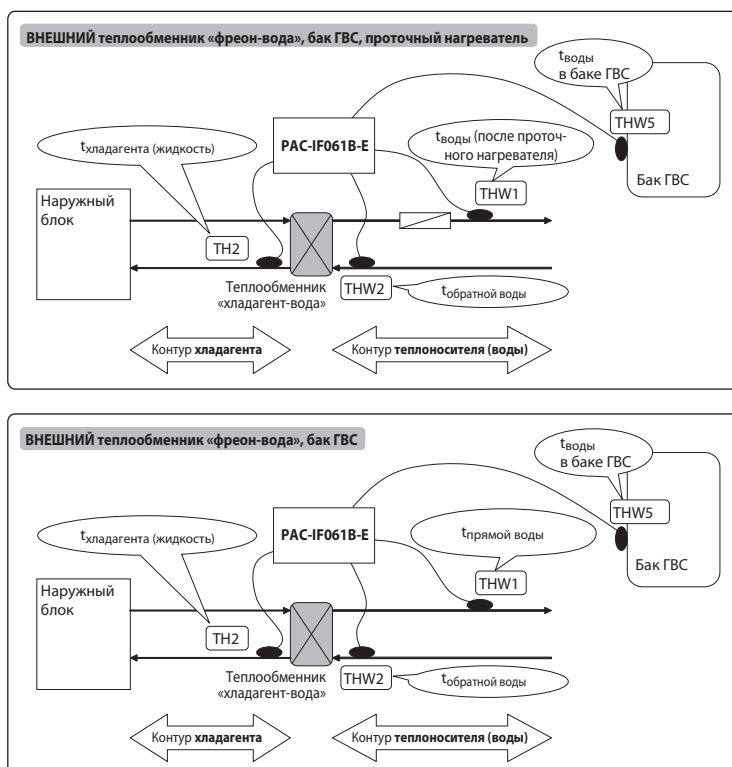 ВНЕШНИЙ теплообменник «фреон-вода», бак ГВС, проточный нагреватель
tводы
в баке ГВС
THW5
Бак ГВС
PAC-IF061B-E
tводы (после проточ-
ного нагревателя)
THW1
tхладагента (жидкость)
Наружный
блок
TH2
Теплообменник
«хладагент-вода»
THW2
tобратной воды
Контур хладагента
Контур теплоносителя (воды)
ВНЕШНИЙ теплообменник «фреон-вода», бак ГВС
tводы
в баке ГВС
THW5
Бак ГВС
PAC-IF061B-E
tпрямой воды
THW1
tхладагента (жидкость)
Наружный
блок
TH2
Теплообменник
«хладагент-вода»
THW2
tобратной воды
Контур хладагента
Контур теплоносителя (воды)